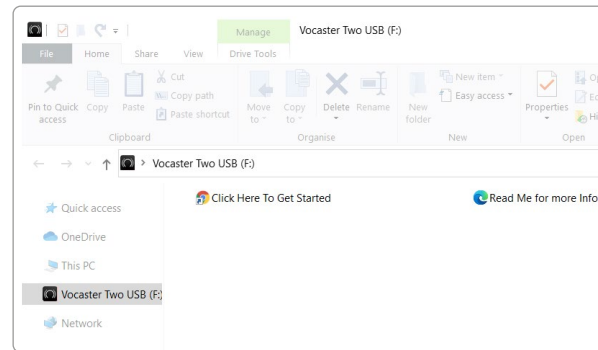 Manage
Vocaster Two USB (F:)
File
Home
Share
View
Drive Tools
Pin to Quick access
Copy
Paste
Cut
Copy path
Paste shortcut
Clipboard
Move to
Copy to
Delete
Rename
Organise
New folder
New item
Easy access
New
Properties
Open
Vocaster Two USB (F:)
Quick access
OneDrive
This PC
Vocaster Two USB (F:)
Network
Click Here To Get Started
Read Me for more Info